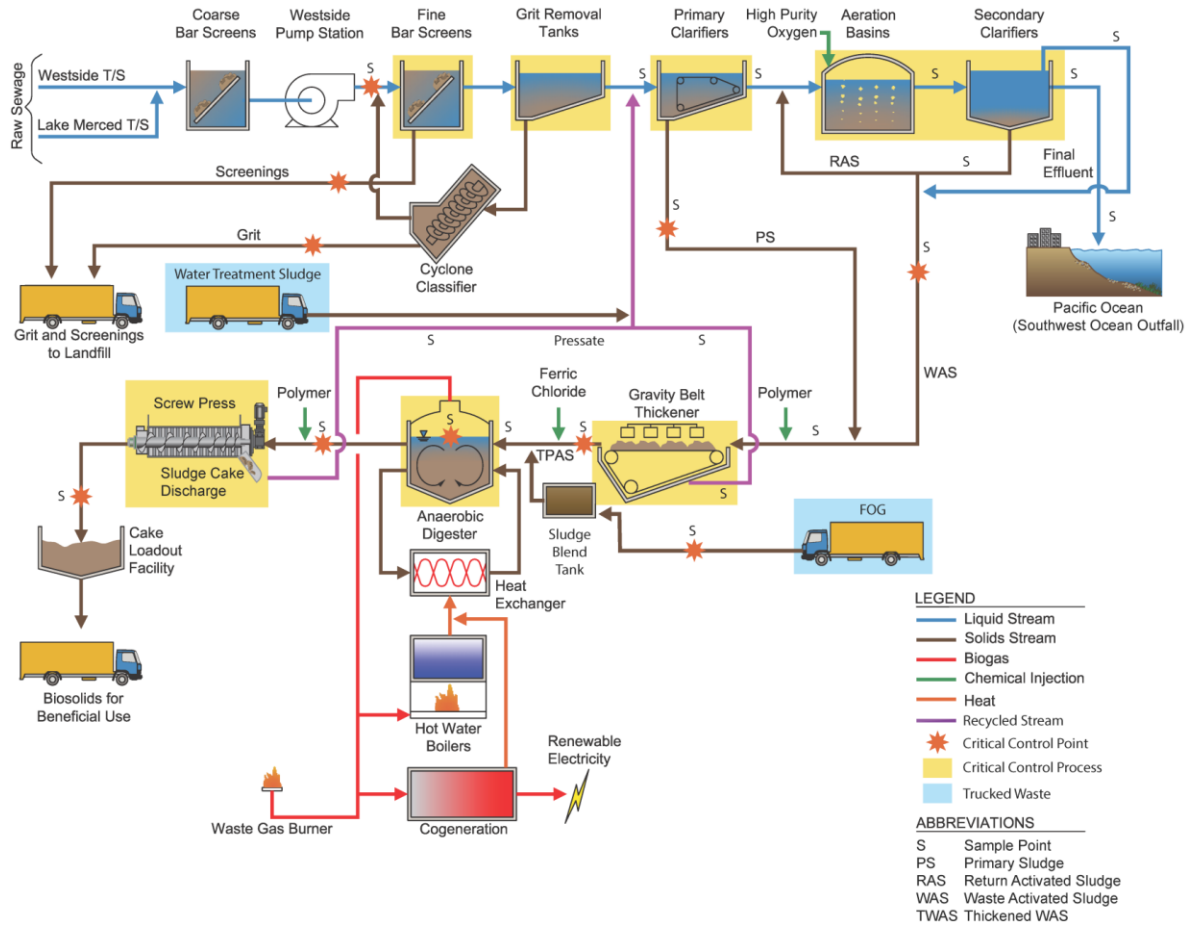 Coarse
Bar Screens
Westside
Pump Station
Fine
Bar Screens
Grit Removal
Tanks
Primary
Clarifiers
High Purity
Oxygen
Aeration
Basins
Secondary
Clarifiers
Raw Sewage
Westside T/S
Lake Merced T/S
S
S
S
S
S
S
S
RAS
S
Final
Effluent
Screenings
S
S
Grit
PS
S
Cyclone
Classifier
Water Treatment Sludge
Grit and Screenings
to Landfill
Pacific Ocean
(Southwest Ocean Outfall)
S
Pressate
S
WAS
Screw Press
Polymer
Ferric
Chloride
Gravity Belt
Thickener
Polymer
S
S
S
S
S
TPAS
Sludge Cake
Discharge
S
S
Anaerobic
Digester
Sludge
Blend
Tank
S
FOG
Cake
Loadout
Facility
Heat
Exchanger
Biosolids for
Beneficial Use
Hot Water
Boilers
Renewable
Electricity
Waste Gas Burner
Cogeneration
LEGEND
Liquid Stream
Solids Stream
Biogas
Chemical Injection
Heat
Recycled Stream
Critical Control Point
Critical Control Process
Trucked Waste
ABBREVIATIONS
S Sample Point
PS Primary Sludge
RAS Return Activated Sludge
WAS Waste Activated Sludge
TWAS Thickened WAS